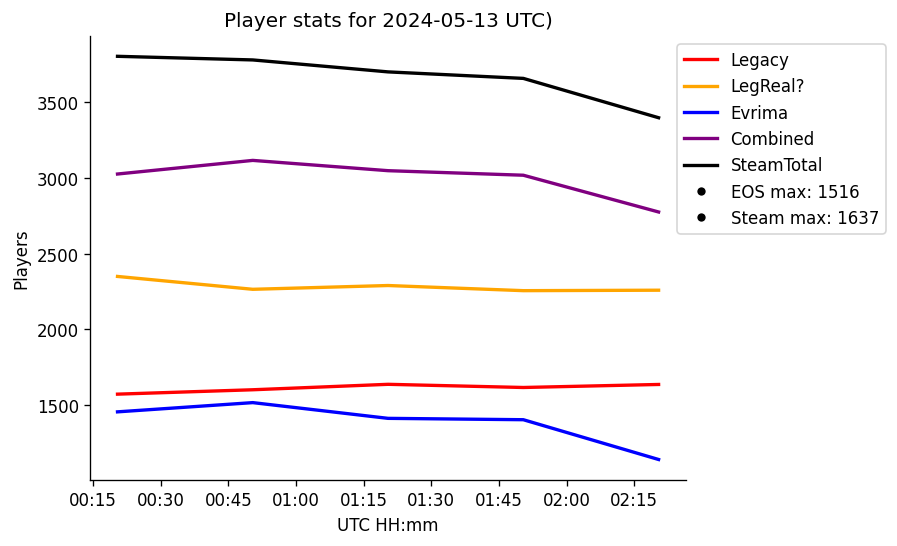 Player stats for 2024-05-13 UTC)
Players
3500
3000
2500
2000
1500
00:15 00:30 00:45 01:00 01:15 01:30 01:45 02:00 02:15
UTC HH:mm
Legacy
LegReal?
Evrima
Combined
SteamTotal
EOS max: 1516
Steam max: 1637